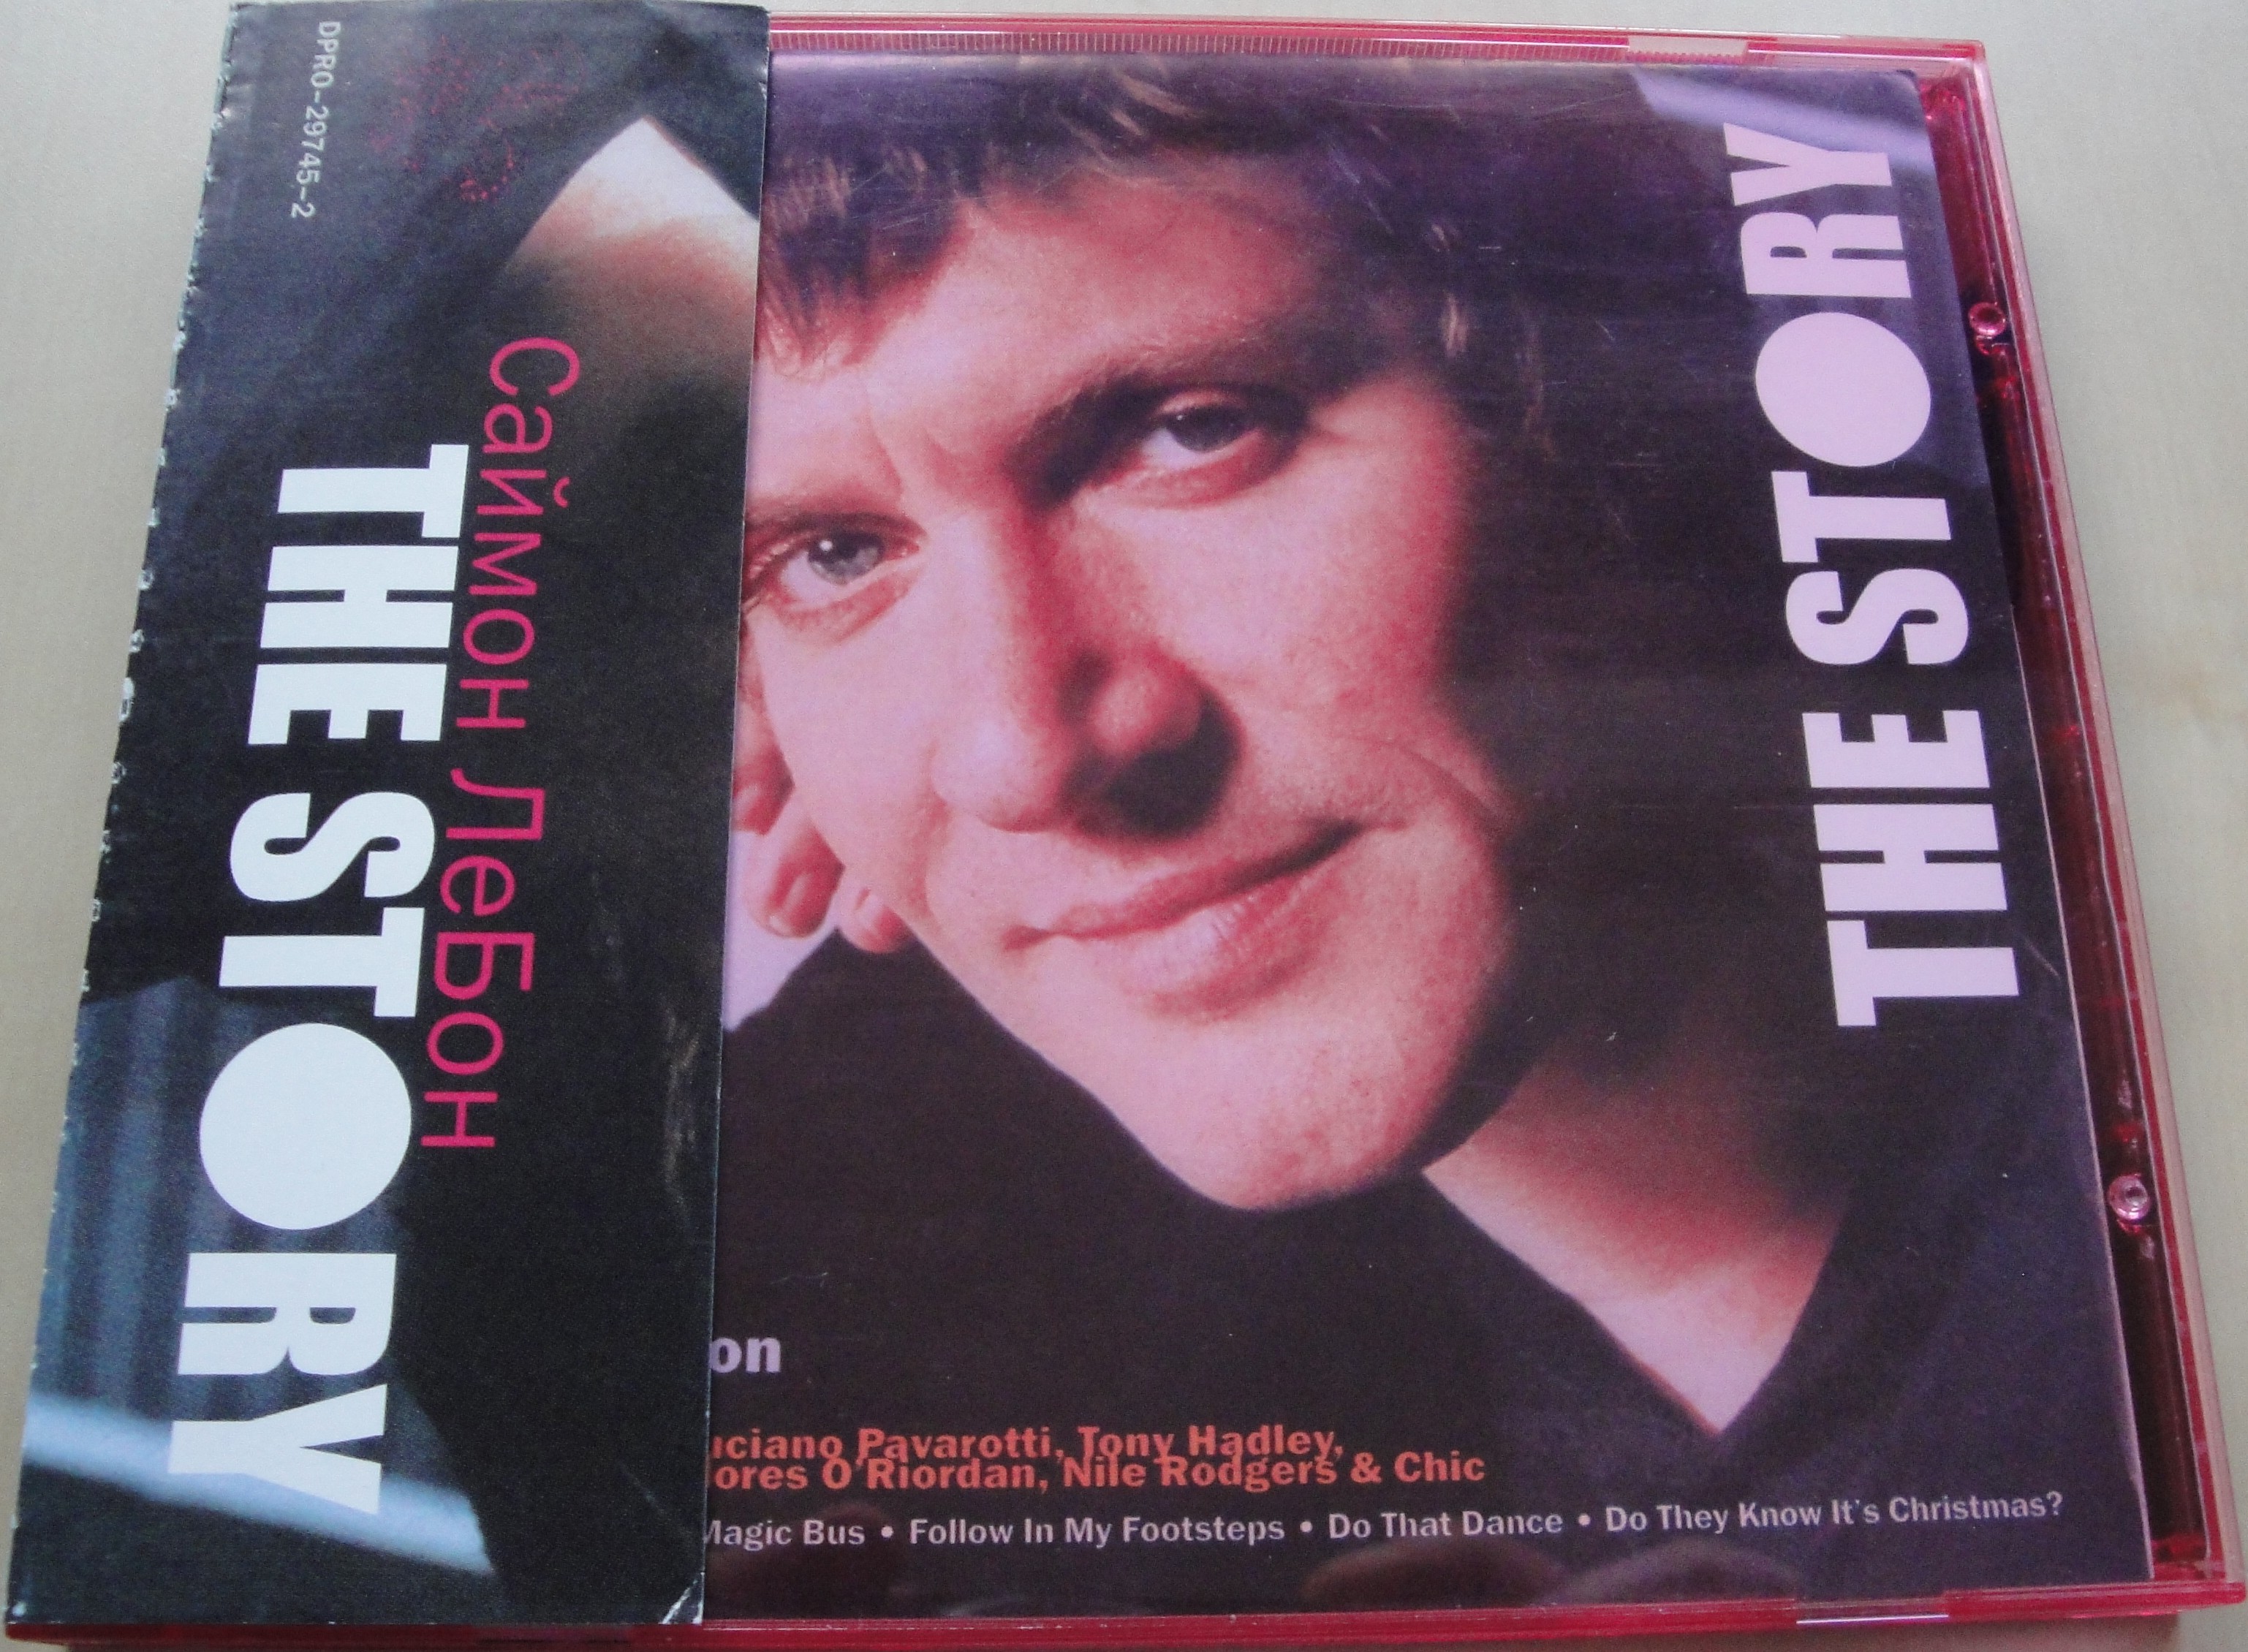 DPRO-29745-2
Саймон ЛеБон
THE STORY
THE STORY
on
uciano Pavarotti, Tony Hadley,
ores O'Riordan, Nile Rodgers & Chic
Magic Bus • Follow In My Footsteps • Do That Dance • Do They Know It's Christmas?